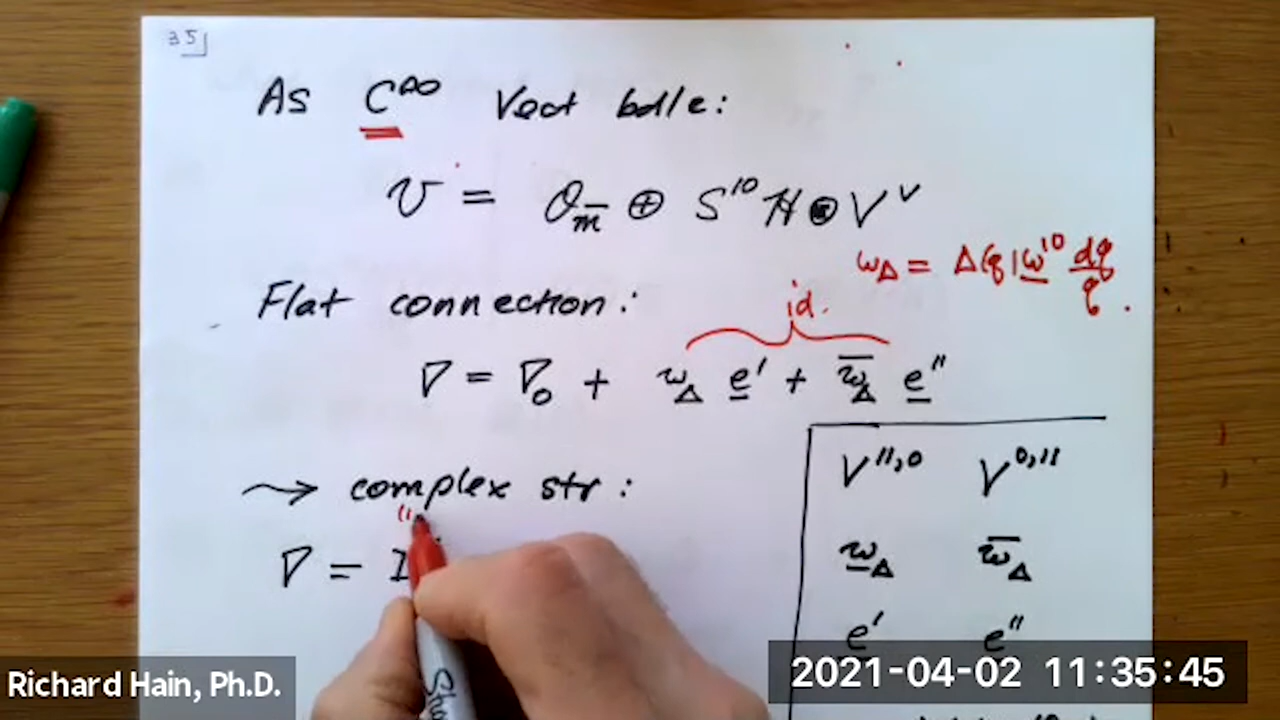 35
As C^∞ Vect bdle:
𝒱 = 𝒪_M̄ ⊕ S^10 ℋ ⊗ V^∨
ω_Δ = Δ(q) ω^10 dq/q.
Flat connection:
id.
∇ = ∇_0 + ω_Δ e' + ω̄_Δ e''
⇝ complex str:
∇ =
V^11,0 V^0,11
ω_Δ ω̄_Δ
e' e''
Richard Hain, Ph.D.
2021-04-02 11:35:45